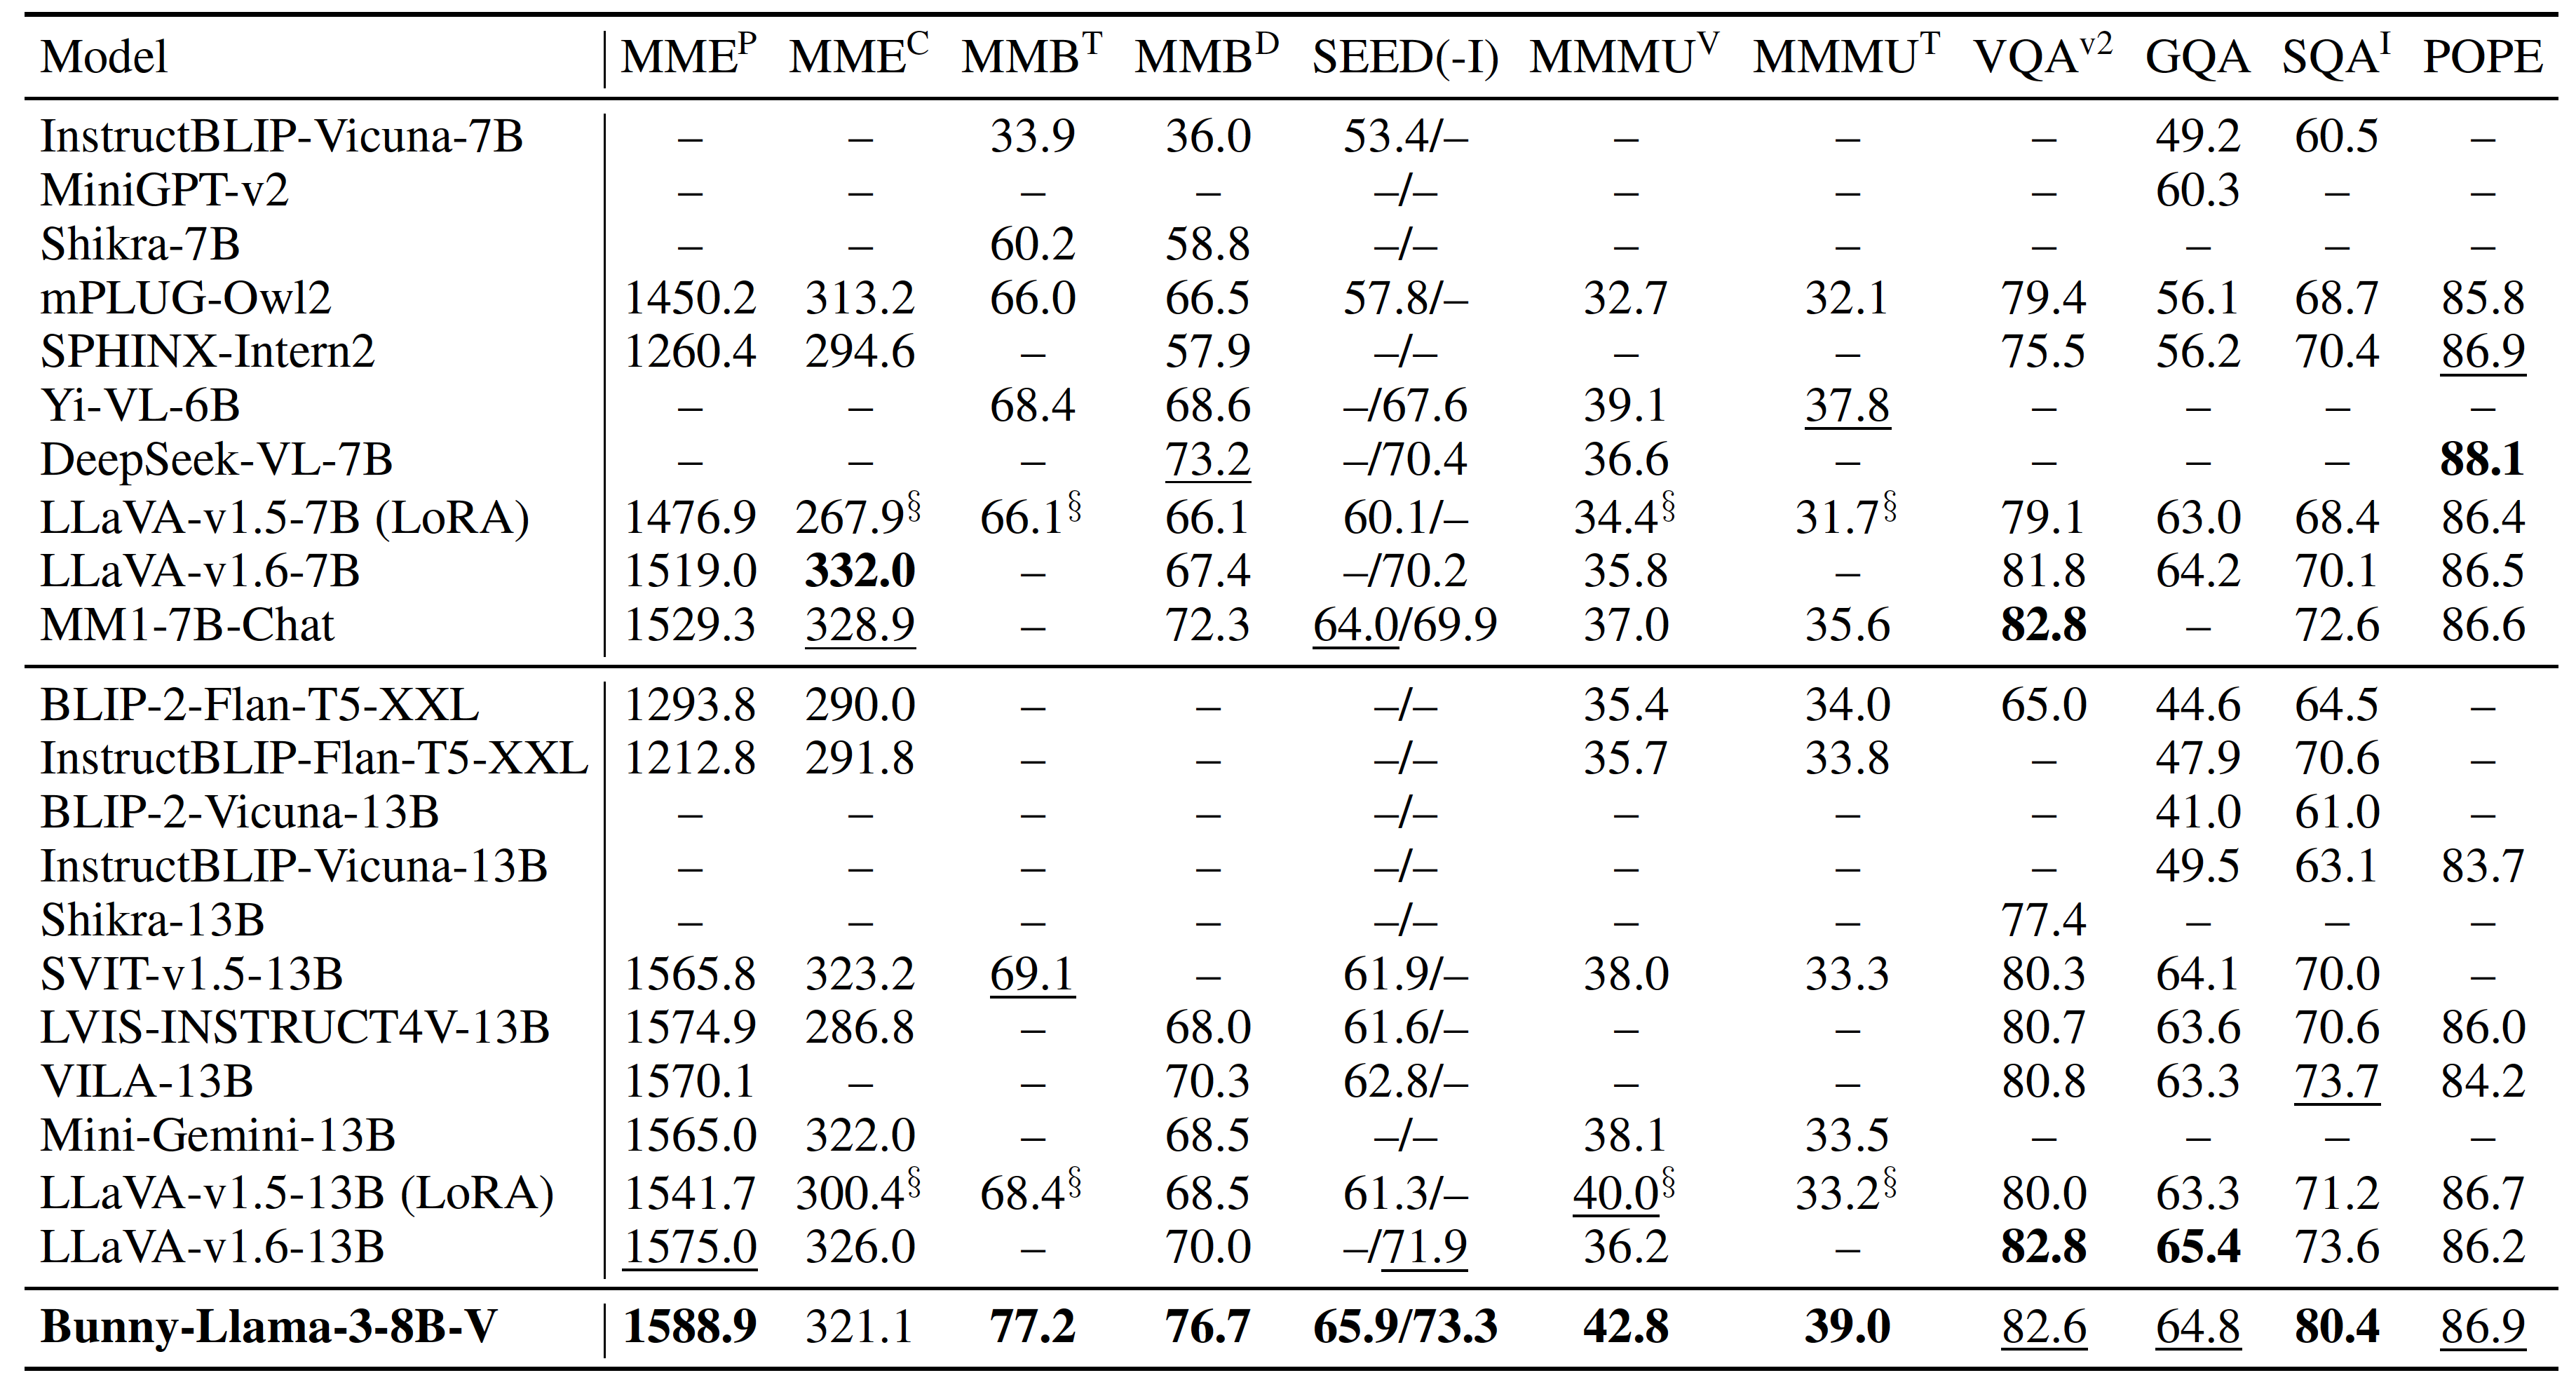 Model MME^P MME^C MMB^T MMB^D SEED(-I) MMMU^V MMMU^T VQA^v2 GQA SQA^I POPE
InstructBLIP-Vicuna-7B – – 33.9 36.0 53.4/– – – – 49.2 60.5 –
MiniGPT-v2 – – – – –/– – – – 60.3 – –
Shikra-7B – – 60.2 58.8 –/– – – – – – –
mPLUG-Owl2 1450.2 313.2 66.0 66.5 57.8/– 32.7 32.1 79.4 56.1 68.7 85.8
SPHINX-Intern2 1260.4 294.6 – 57.9 –/– – – 75.5 56.2 70.4 86.9
Yi-VL-6B – – 68.4 68.6 –/67.6 39.1 37.8 – – – –
DeepSeek-VL-7B – – – 73.2 –/70.4 36.6 – – – – 88.1
LLaVA-v1.5-7B (LoRA) 1476.9 267.9§ 66.1§ 66.1 60.1/– 34.4§ 31.7§ 79.1 63.0 68.4 86.4
LLaVA-v1.6-7B 1519.0 332.0 – 67.4 –/70.2 35.8 – 81.8 64.2 70.1 86.5
MM1-7B-Chat 1529.3 328.9 – 72.3 64.0/69.9 37.0 35.6 82.8 – 72.6 86.6
BLIP-2-Flan-T5-XXL 1293.8 290.0 – – –/– 35.4 34.0 65.0 44.6 64.5 –
InstructBLIP-Flan-T5-XXL 1212.8 291.8 – – –/– 35.7 33.8 – 47.9 70.6 –
BLIP-2-Vicuna-13B – – – – –/– – – – 41.0 61.0 –
InstructBLIP-Vicuna-13B – – – – –/– – – – 49.5 63.1 83.7
Shikra-13B – – – – –/– – – 77.4 – – –
SVIT-v1.5-13B 1565.8 323.2 69.1 – 61.9/– 38.0 33.3 80.3 64.1 70.0 –
LVIS-INSTRUCT4V-13B 1574.9 286.8 – 68.0 61.6/– – – 80.7 63.6 70.6 86.0
VILA-13B 1570.1 – – 70.3 62.8/– – – 80.8 63.3 73.7 84.2
Mini-Gemini-13B 1565.0 322.0 – 68.5 –/– 38.1 33.5 – – – –
LLaVA-v1.5-13B (LoRA) 1541.7 300.4§ 68.4§ 68.5 61.3/– 40.0§ 33.2§ 80.0 63.3 71.2 86.7
LLaVA-v1.6-13B 1575.0 326.0 – 70.0 –/71.9 36.2 – 82.8 65.4 73.6 86.2
Bunny-Llama-3-8B-V 1588.9 321.1 77.2 76.7 65.9/73.3 42.8 39.0 82.6 64.8 80.4 86.9